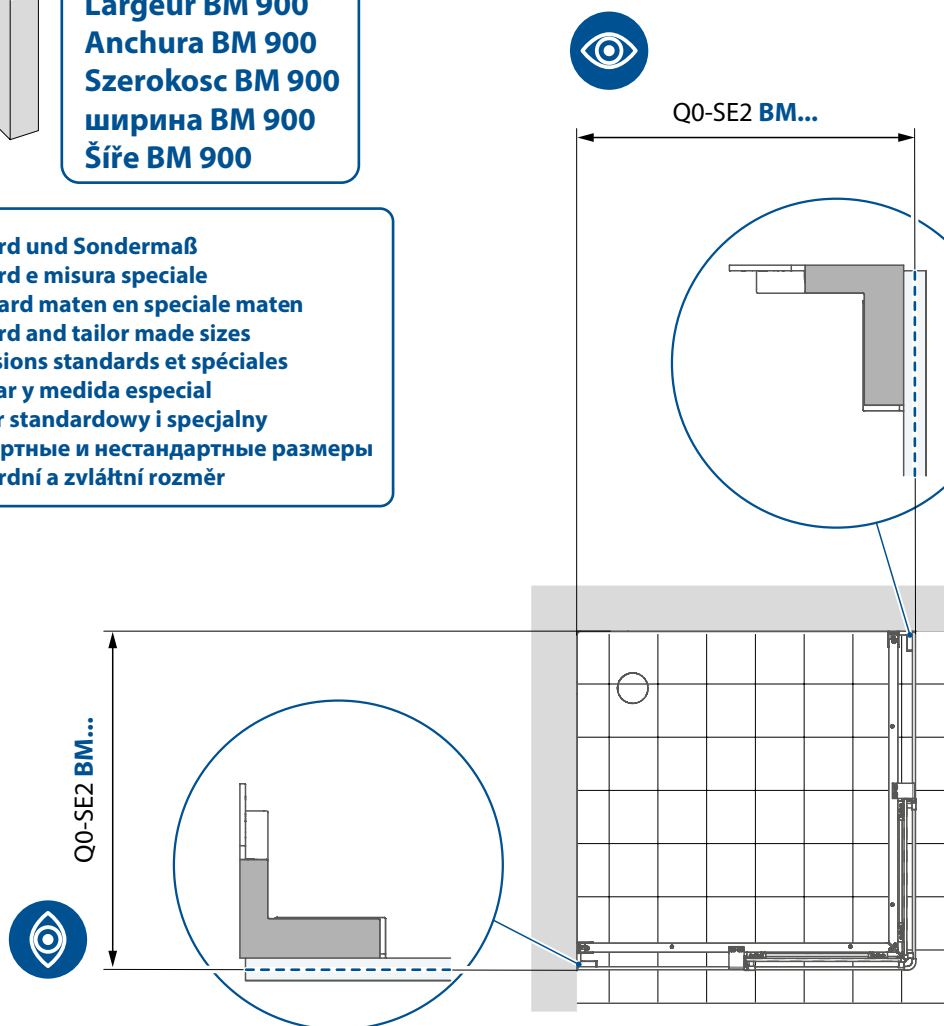 Largeur BM 900
Anchura BM 900
Szerokosc BM 900
ширина BM 900
Šíře BM 900
Q0-SE2 BM...
rd und Sondermaß
rd e misura speciale
ard maten en speciale maten
rd and tailor made sizes
sions standards et spéciales
ar y medida especial
r standardowy i specjalny
ртные и нестандартные размеры
rdní a zvláłtní rozměr
Q0-SE2 BM...